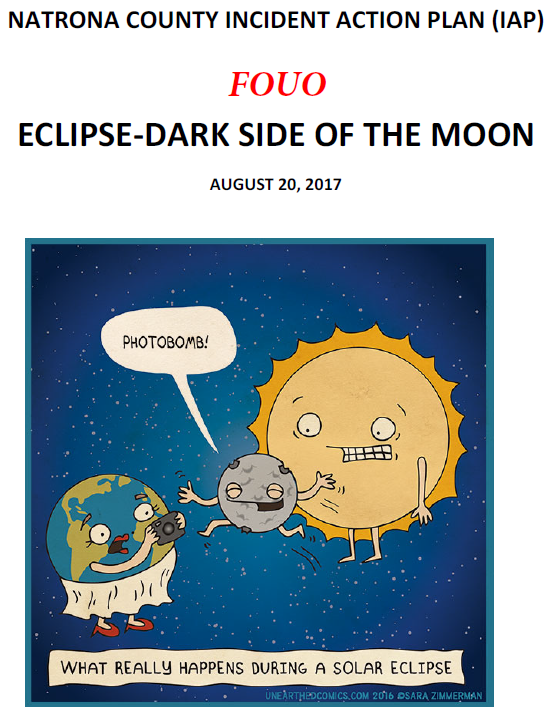 NATRONA COUNTY INCIDENT ACTION PLAN (IAP)
FOUO
ECLIPSE-DARK SIDE OF THE MOON
AUGUST 20, 2017
PHOTOBOMB!
WHAT REALLY HAPPENS DURING A SOLAR ECLIPSE
UNEARTHEDCOMICS.COM 2016 ©SARA ZIMMERMAN